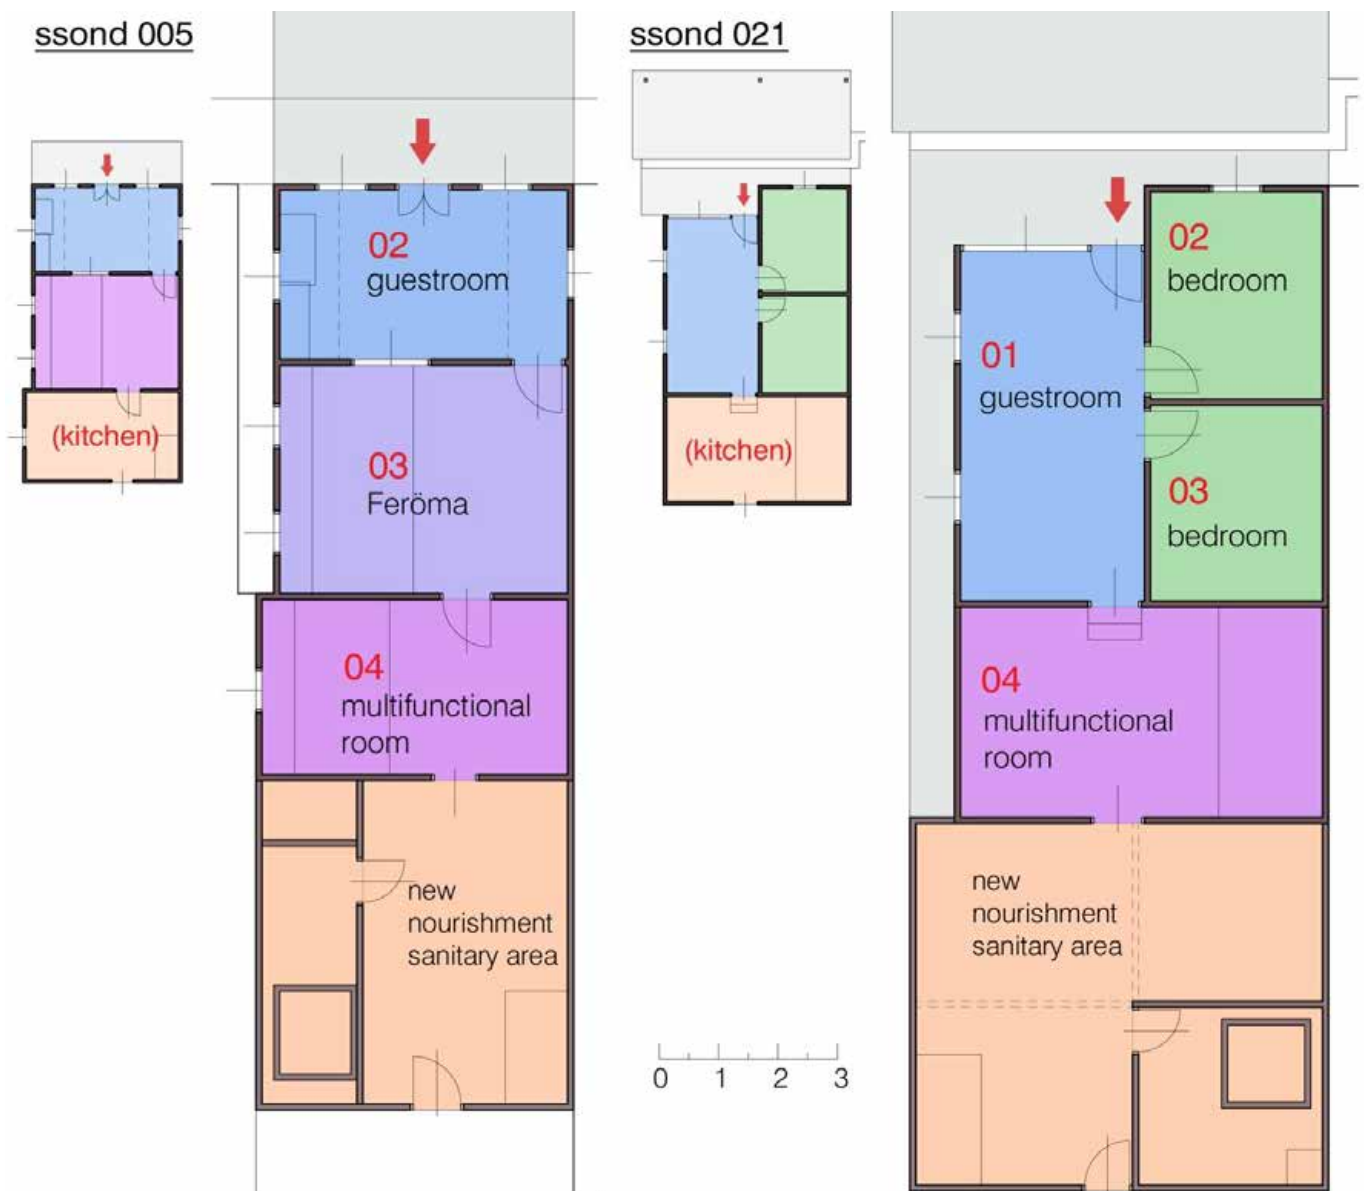 ssond 005
(kitchen)
02
guestroom
03
Feröma
04
multifunctional
room
new
nourishment
sanitary area
ssond 021
(kitchen)
0 1 2 3
02
bedroom
01
guestroom
03
bedroom
04
multifunctional
room
new
nourishment
sanitary area